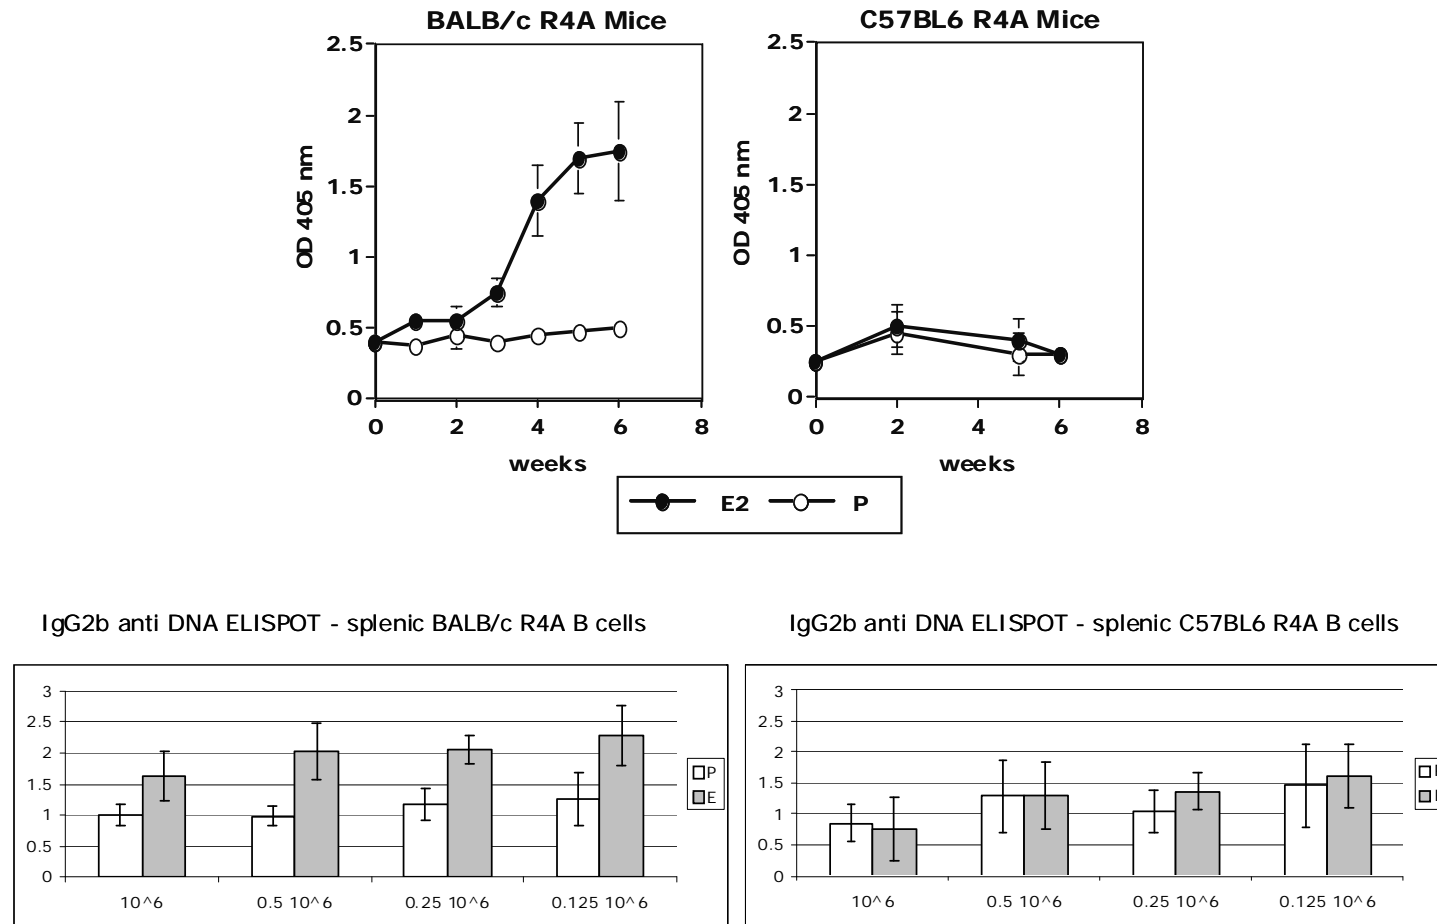 BALB/c R4A Mice
C57BL6 R4A Mice
2.5
2
1.5
1
0.5
0
OD 405 nm
0 2 4 6 8
weeks
2.5
2
1.5
1
0.5
0
OD 405 nm
0 2 4 6 8
weeks
E2 P
IgG2b anti DNA ELISPOT - splenic BALB/c R4A B cells
IgG2b anti DNA ELISPOT - splenic C57BL6 R4A B cells
3
2.5
2
1.5
1
0.5
0
10^6 0.5 10^6 0.25 10^6 0.125 10^6
P
E
3
2.5
2
1.5
1
0.5
0
10^6 0.5 10^6 0.25 10^6 0.125 10^6